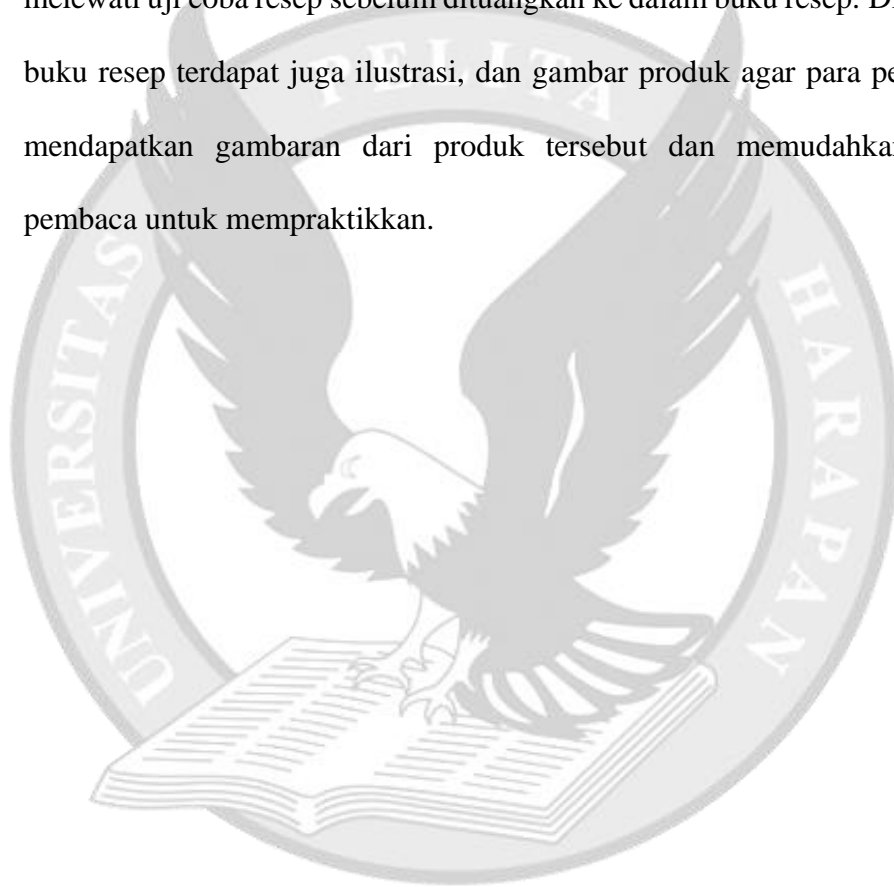 melewati uji coba resep sebelum dituangkan ke dalam buku resep.
buku resep terdapat juga ilustrasi, dan gambar produk agar para
mendapatkan gambaran dari produk tersebut dan memudahkan
pembaca untuk mempraktikkan.
UNIVERSITAS PELITA HARAPAN